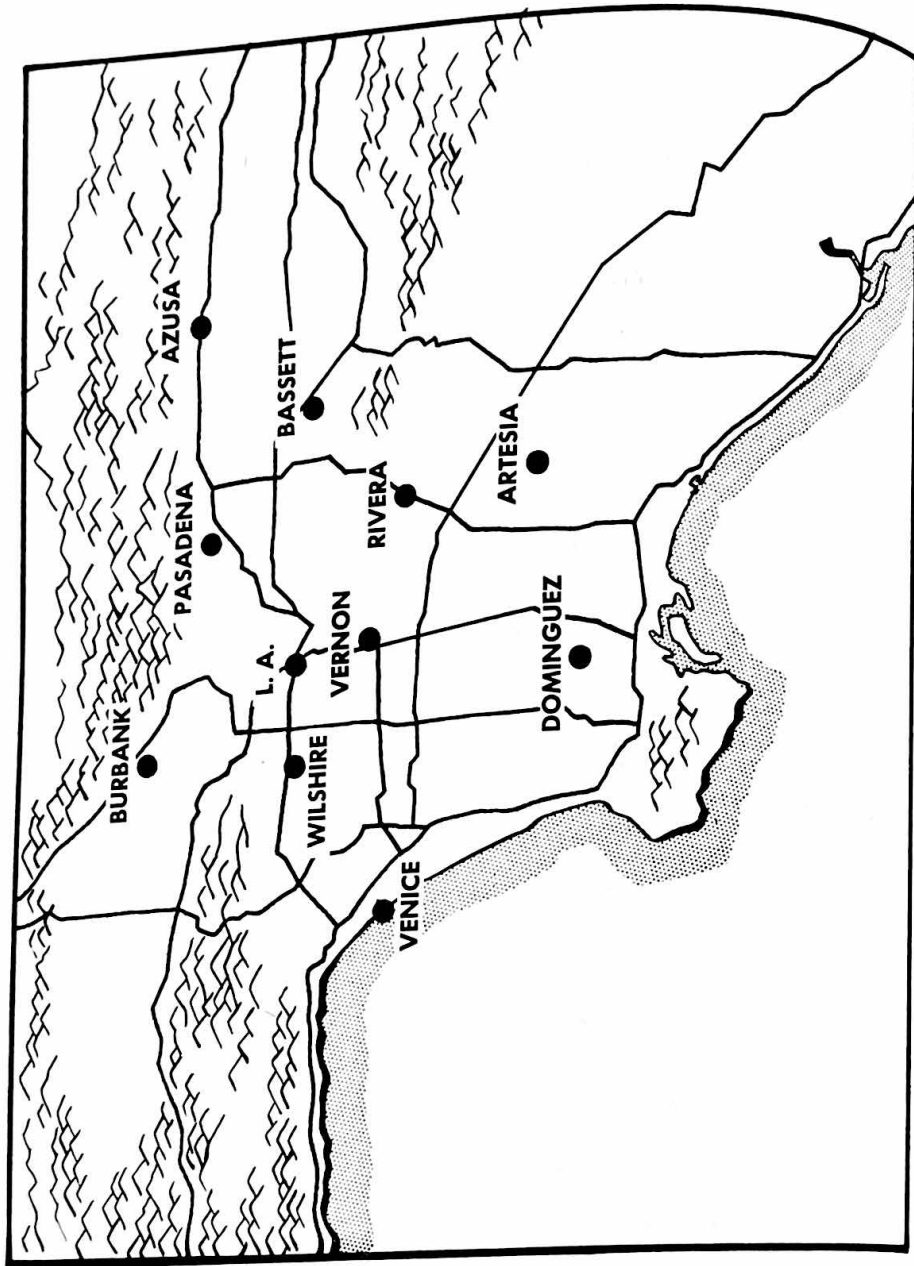 BURBANK
PASADENA
AZUSA
L. A.
BASSETT
WILSHIRE
VERNON
RIVERA
VENICE
ARTESIA
DOMINGUEZ